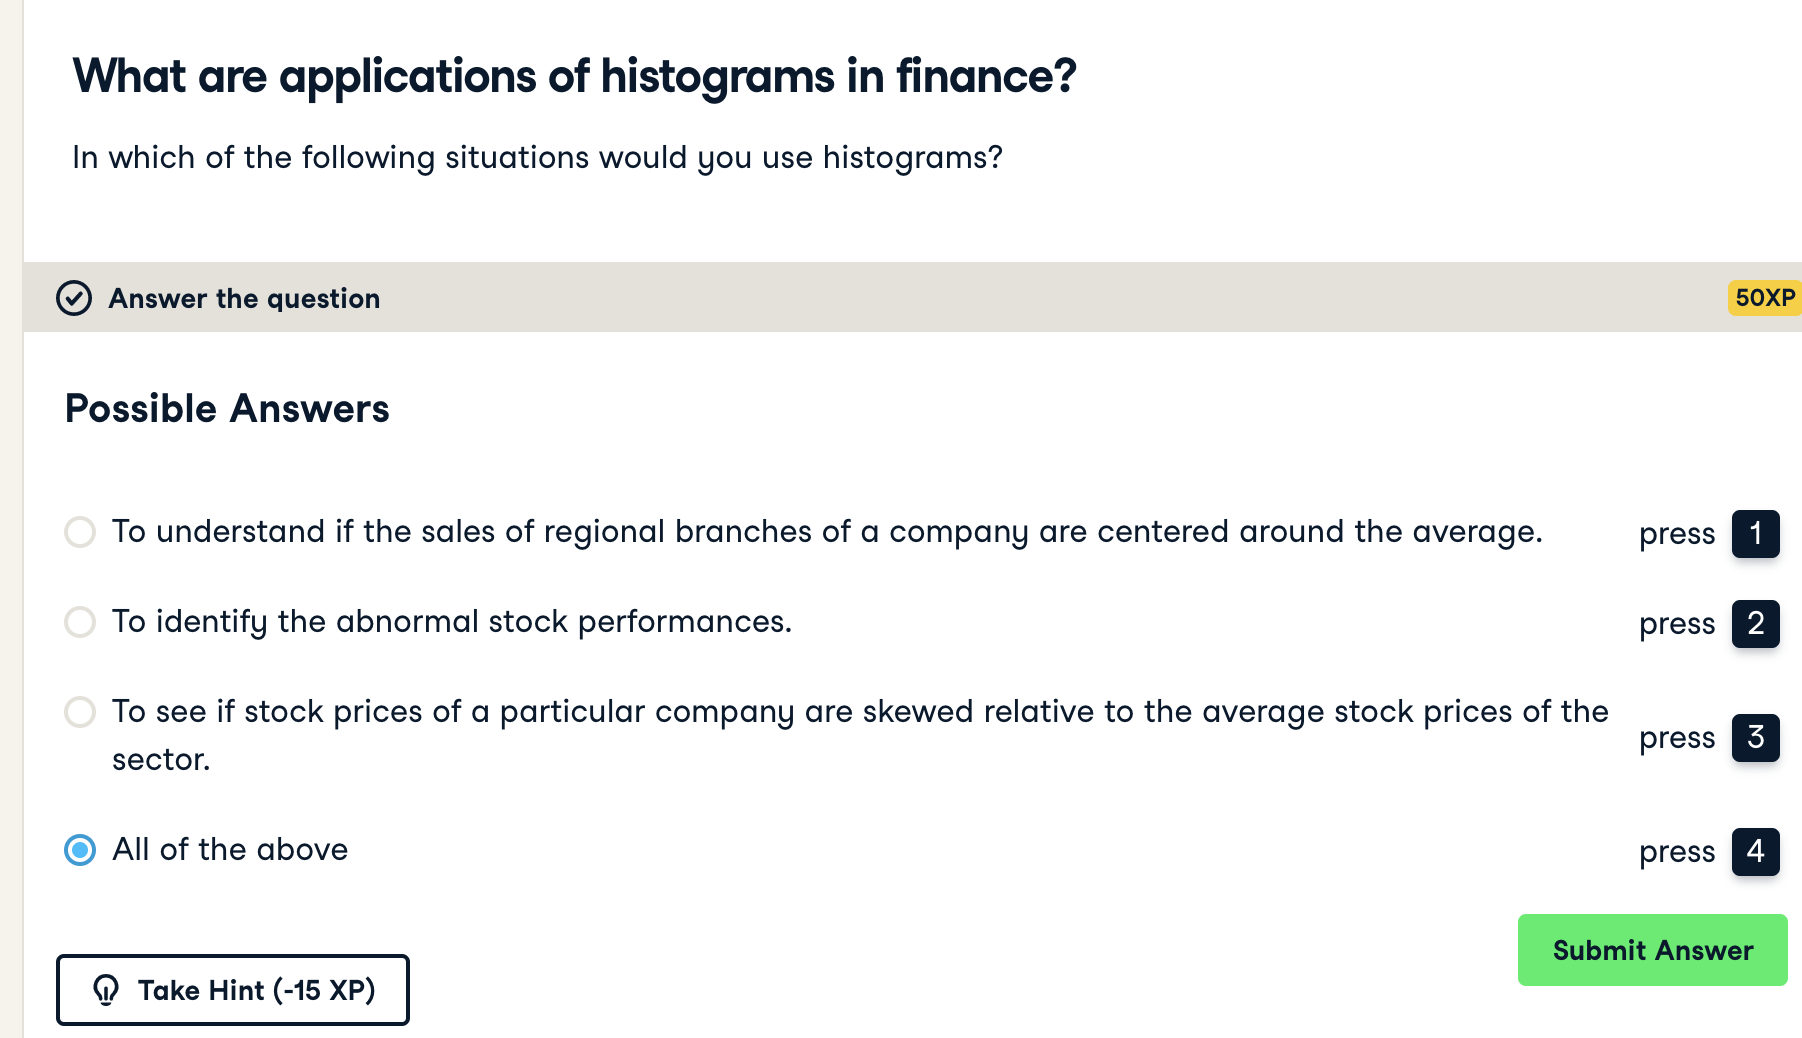 What are applications of histograms in finance?
In which of the following situations would you use histograms?
Answer the question
50XP
Possible Answers
To understand if the sales of regional branches of a company are centered around the average.
press 1
To identify the abnormal stock performances.
press 2
To see if stock prices of a particular company are skewed relative to the average stock prices of the
sector.
press 3
All of the above
press 4
Submit Answer
Take Hint (-15 XP)